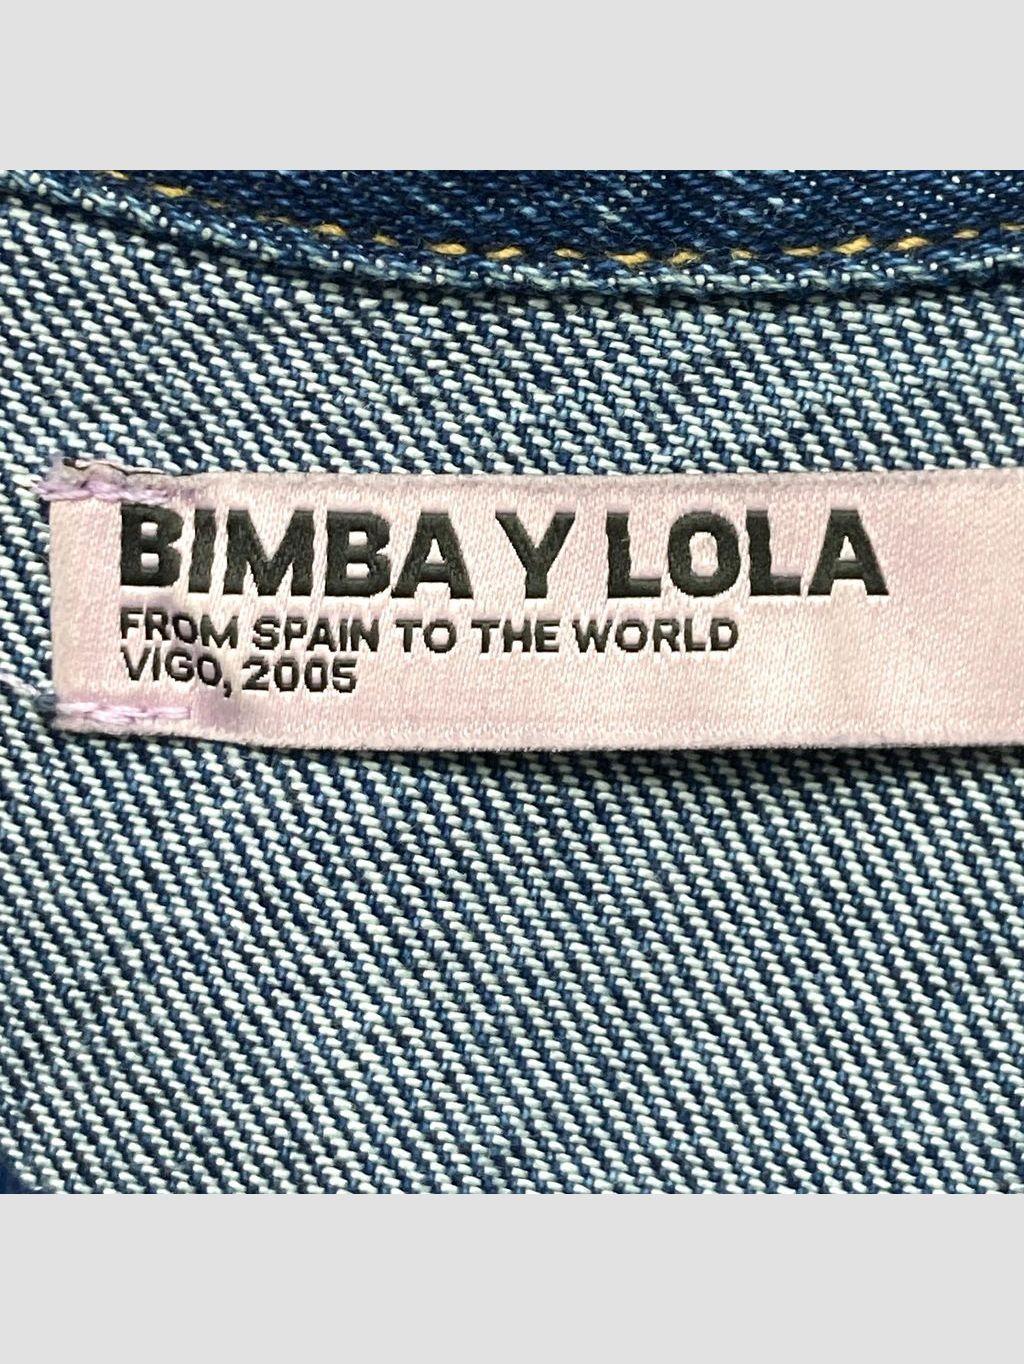 BIMBA Y LOLA
FROM SPAIN TO THE WORLD
VIGO, 2005